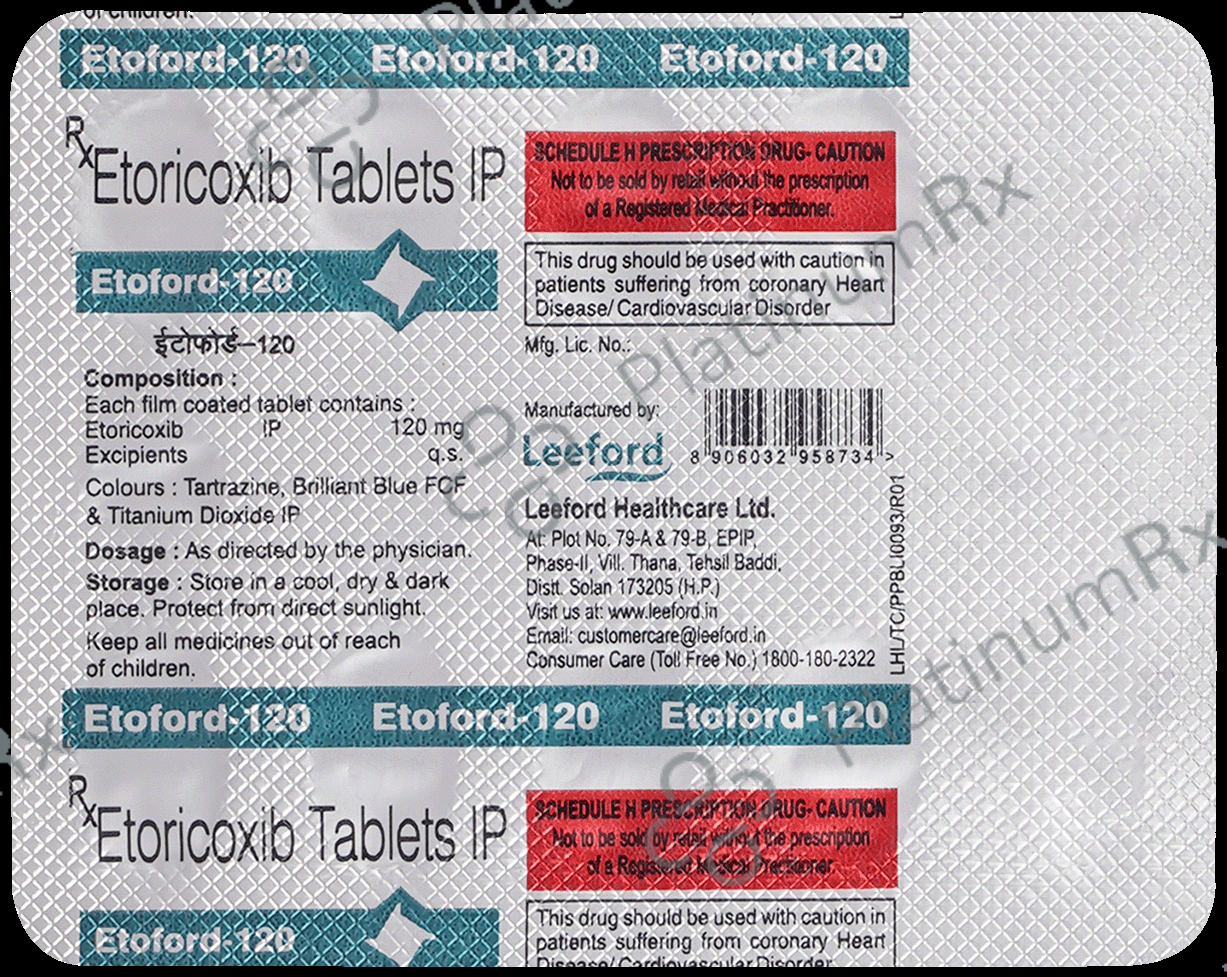 of children.
Etoford-120 Etoford-120 Etoford-120
Rx Etoricoxib Tablets IP
SCHEDULE H PRESCRIPTION DRUG- CAUTION
Not to be sold by retail without the prescription
of a Registered Medical Practitioner.
Etoford-120
This drug should be used with caution in
patients suffering from coronary Heart
Disease/ Cardiovascular Disorder
ईटोफोर्ड–120
Mfg. Lic. No.:
Composition :
Each film coated tablet contains :
Etoricoxib IP 120 mg
Excipients q.s.
Colours : Tartrazine, Brilliant Blue FCF
& Titanium Dioxide IP
Dosage : As directed by the physician.
Storage : Store in a cool, dry & dark
place. Protect from direct sunlight.
Keep all medicines out of reach
of children.
Manufactured by:
Leeford
8 906032 958734 >
Leeford Healthcare Ltd.
At: Plot No. 79-A & 79-B, EPIP,
Phase-II, Vill. Thana, Tehsil Baddi,
Distt. Solan 173205 (H.P.)
Visit us at: www.leeford.in
Email: customercare@leeford.in
Consumer Care (Toll Free No.) 1800-180-2322
LHL/TC/PPBLI0093/R01
Etoford-120 Etoford-120 Etoford-120
Rx Etoricoxib Tablets IP
SCHEDULE H PRESCRIPTION DRUG- CAUTION
Not to be sold by retail without the prescription
of a Registered Medical Practitioner.
Etoford-120
This drug should be used with caution in
patients suffering from coronary Heart
Disease/ Cardiovascular Disorder
PlatinumRx
PlatinumRx
Platinum
Rx